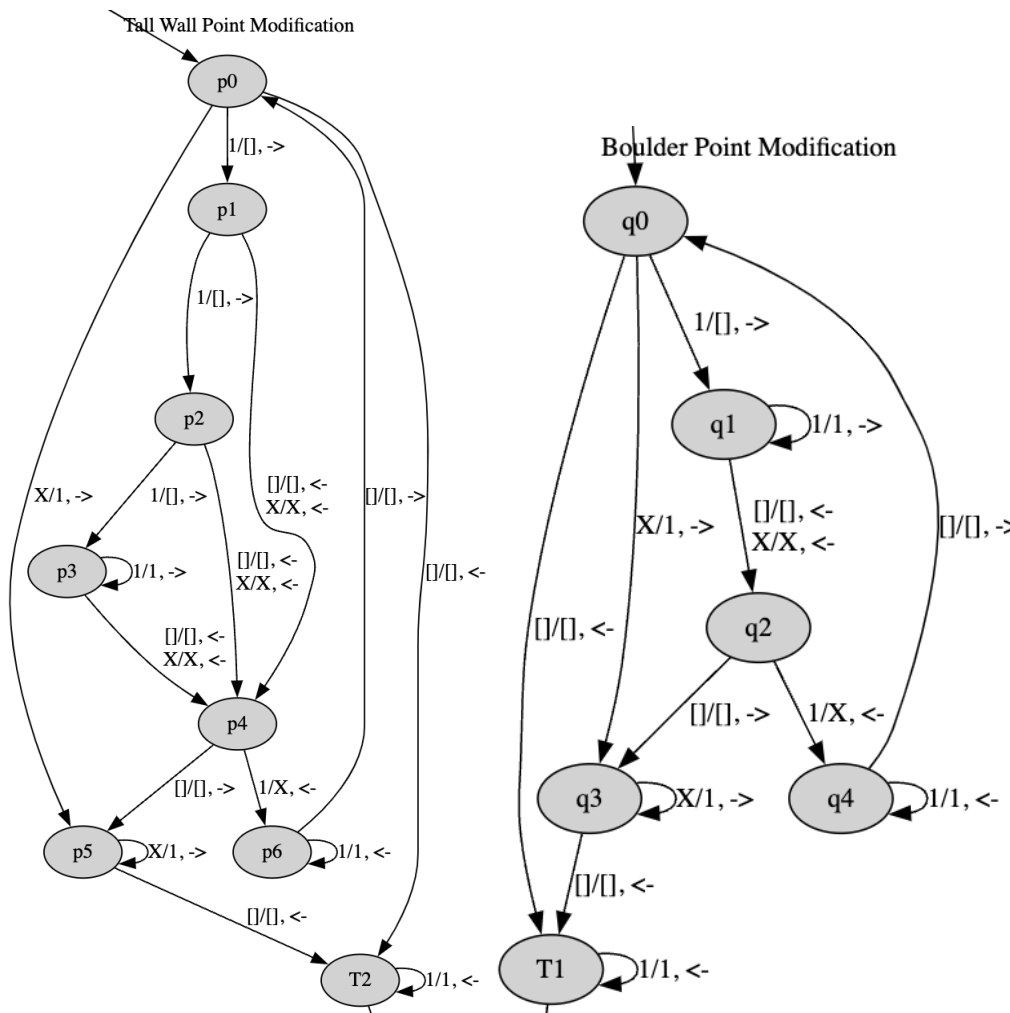 Tall Wall Point Modification
p0
1/[], ->
p1
1/[], ->
p2
X/1, ->
1/[], ->
[]/[], <-
X/X, <-
[]/[], ->
p3
1/1, ->
[]/[], <-
X/X, <-
[]/[], <-
[]/[], <-
X/X, <-
p4
[]/[], ->
1/X, <-
p5
X/1, ->
p6
1/1, <-
[]/[], <-
T2
1/1, <-
Boulder Point Modification
q0
1/[], ->
q1
1/1, ->
X/1, ->
[]/[], <-
X/X, <-
[]/[], ->
[]/[], <-
q2
[]/[], ->
1/X, <-
q3
X/1, ->
q4
1/1, <-
[]/[], <-
T1
1/1, <-